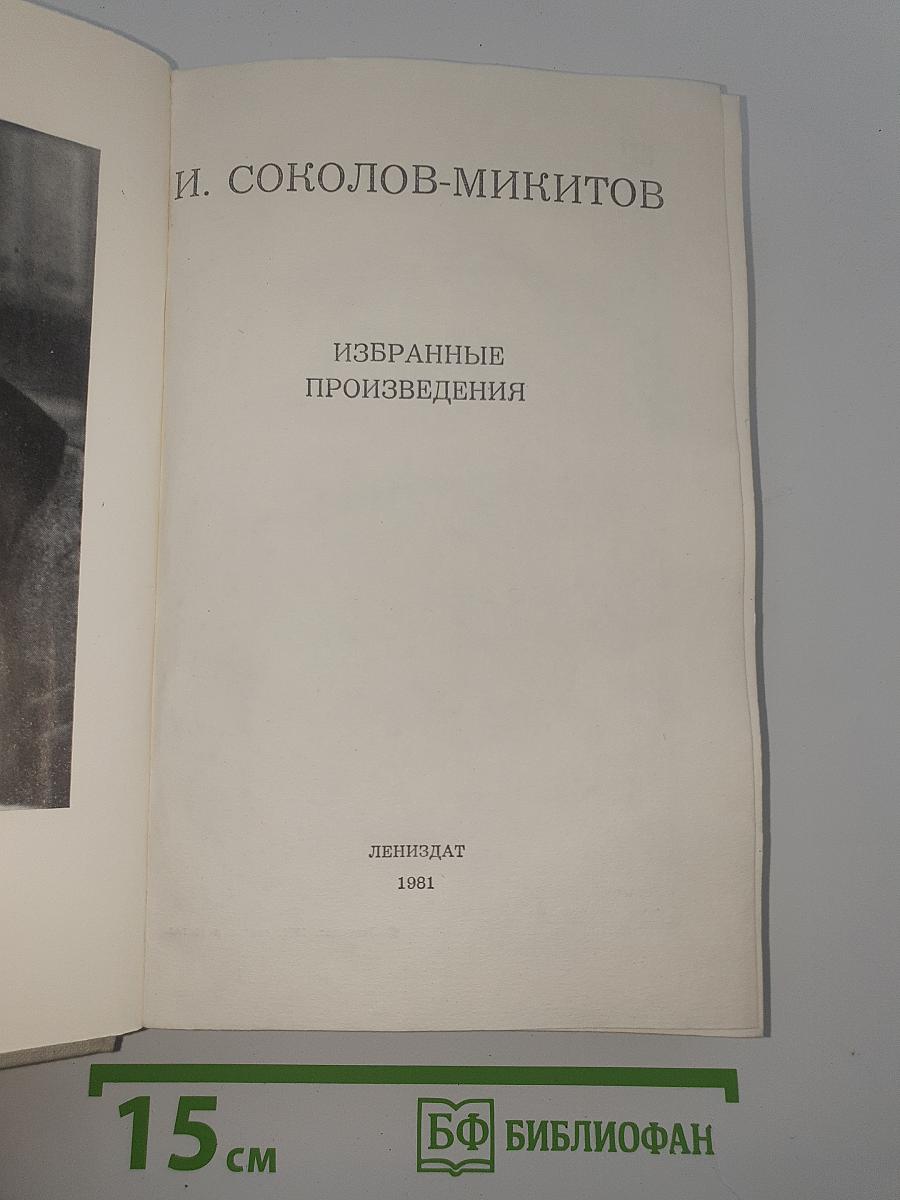 И. СОКОЛОВ-МИКИТОВ
ИЗБРАННЫЕ
ПРОИЗВЕДЕНИЯ
ЛЕНИЗДАТ
1981
15 см
БФ БИБЛИОФАН